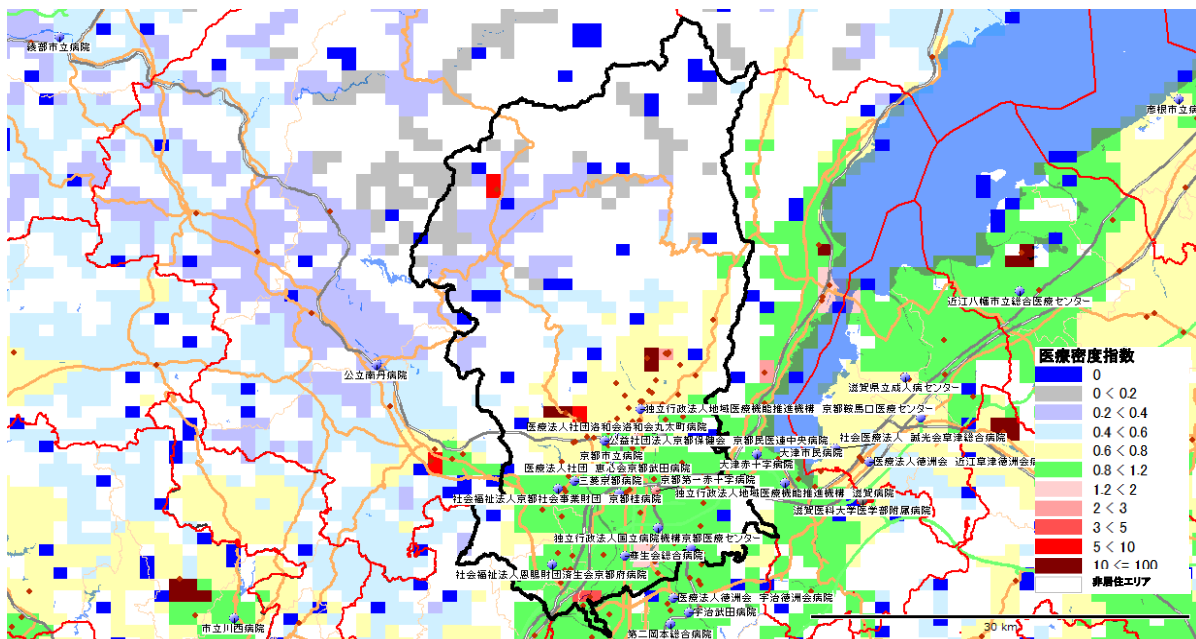 綾部市立病院
彦根市立病
近江八幡市立総合医療センター
公立南丹病院
医療密度指数
0
0 < 0.2
0.2 < 0.4
0.4 < 0.6
0.6 < 0.8
0.8 < 1.2
1.2 < 2
2 < 3
3 < 5
5 < 10
10 <= 100
非居住エリア
滋賀県立成人病センター
独立行政法人地域医療機能推進機構 京都鞍馬口医療センター
医療法人社団洛和会洛和会丸太町病院
公益社団法人京都保健会 京都民医連中央病院
社会医療法人 誠光会草津総合病院
京都市立病院
大津市民病院
医療法人社団 恵心会京都武田病院
大津赤十字病院
医療法人徳洲会 近江草津徳洲会病
三菱京都病院
京都第一赤十字病院
社会福祉法人京都社会事業財団 京都桂病院
独立行政法人地域医療機能推進機構 滋賀病院
滋賀医科大学医学部附属病院
独立行政法人国立病院機構京都医療センター
蘇生会総合病院
社会福祉法人恩賜財団済生会京都府病院
医療法人徳洲会 宇治徳洲会病院
宇治武田病院
市立川西病院
第二岡本総合病院
30 km